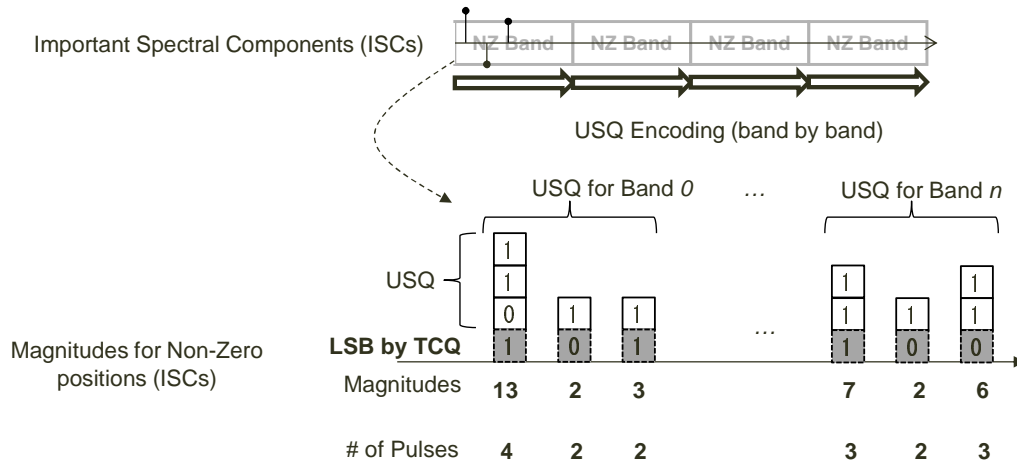 Important Spectral Components (ISCs)
NZ Band NZ Band NZ Band NZ Band
USQ Encoding (band by band)
USQ for Band 0 ... USQ for Band n
USQ
1
1 1 1
0 1 1 1 1 1
LSB by TCQ 1 0 1 ... 1 0 0
Magnitudes for Non-Zero
positions (ISCs)
Magnitudes 13 2 3 7 2 6
# of Pulses 4 2 2 3 2 3